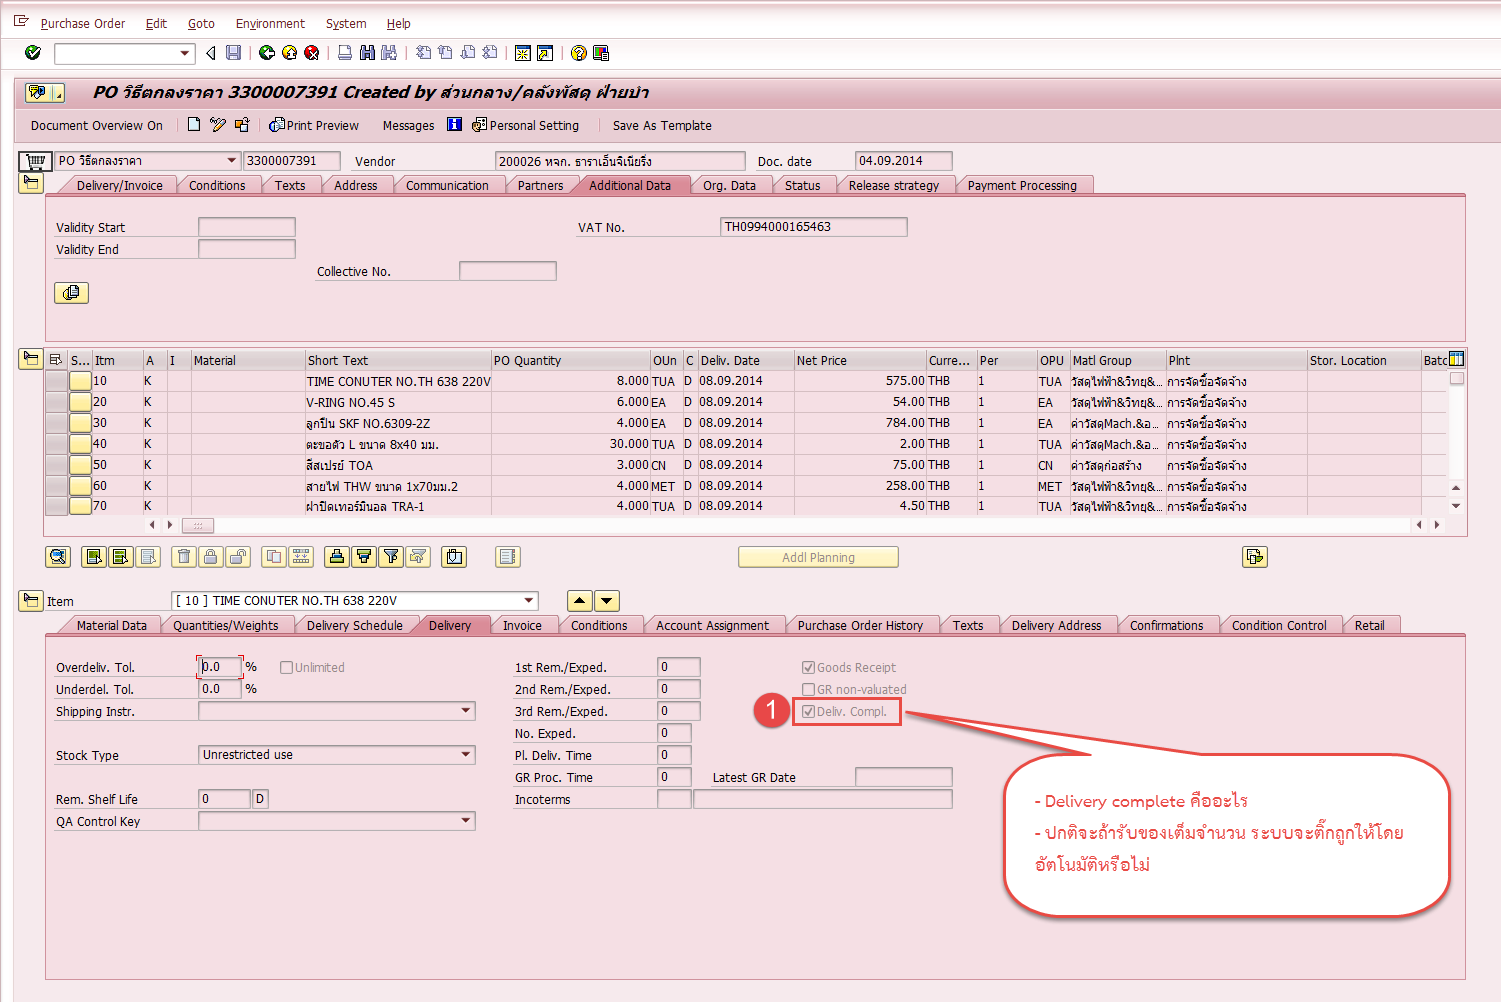 Purchase Order Edit Goto Environment System Help
PO วิธีตกลงราคา 3300007391 Created by ส่วนกลาง/คลังพัสดุ ฝ่ายบำ
Document Overview On Print Preview Messages Personal Setting Save As Template
PO วิธีตกลงราคา 3300007391 Vendor 200026 หจก. ธาราเอ็นจิเนียริ่ง Doc. date 04.09.2014
Delivery/Invoice Conditions Texts Address Communication Partners Additional Data Org. Data Status Release strategy Payment Processing
Validity Start VAT No. TH0994000165463
Validity End
Collective No.
S... Itm A I Material Short Text PO Quantity OUn C Deliv. Date Net Price Curre... Per OPU Matl Group Plnt Stor. Location Batc
10 K TIME CONUTER NO.TH 638 220V 8.000 TUA D 08.09.2014 575.00 THB 1 TUA วัสดุไฟฟ้า&วิทยุ&... การจัดซื้อจัดจ้าง
20 K V-RING NO.45 S 6.000 EA D 08.09.2014 54.00 THB 1 EA วัสดุไฟฟ้า&วิทยุ&... การจัดซื้อจัดจ้าง
30 K ลูกปืน SKF NO.6309-2Z 4.000 EA D 08.09.2014 784.00 THB 1 EA ค่าวัสดุMach.&อ... การจัดซื้อจัดจ้าง
40 K ตะขอตัว L ขนาด 8x40 มม. 30.000 TUA D 08.09.2014 2.00 THB 1 TUA ค่าวัสดุMach.&อ... การจัดซื้อจัดจ้าง
50 K สีสเปรย์ TOA 3.000 CN D 08.09.2014 75.00 THB 1 CN ค่าวัสดุก่อสร้าง การจัดซื้อจัดจ้าง
60 K สายไฟ THW ขนาด 1x70มม.2 4.000 MET D 08.09.2014 258.00 THB 1 MET วัสดุไฟฟ้า&วิทยุ&... การจัดซื้อจัดจ้าง
70 K ฝาปิดเทอร์มินอล TRA-1 4.000 TUA D 08.09.2014 4.50 THB 1 TUA วัสดุไฟฟ้า&วิทยุ&... การจัดซื้อจัดจ้าง
Addl Planning
Item [ 10 ] TIME CONUTER NO.TH 638 220V
Material Data Quantities/Weights Delivery Schedule Delivery Invoice Conditions Account Assignment Purchase Order History Texts Delivery Address Confirmations Condition Control Retail
Overdeliv. Tol. 0.0 % Unlimited 1st Rem./Exped. 0 Goods Receipt
Underdel. Tol. 0.0 % 2nd Rem./Exped. 0 GR non-valuated
Shipping Instr. 3rd Rem./Exped. 0 1 Deliv. Compl.
No. Exped. 0
Stock Type Unrestricted use Pl. Deliv. Time 0
GR Proc. Time 0 Latest GR Date
Rem. Shelf Life 0 D Incoterms
QA Control Key
- Delivery complete คืออะไร
- ปกติจะถ้ารับของเต็มจำนวน ระบบจะติ๊กถูกให้โดย
อัตโนมัติหรือไม่